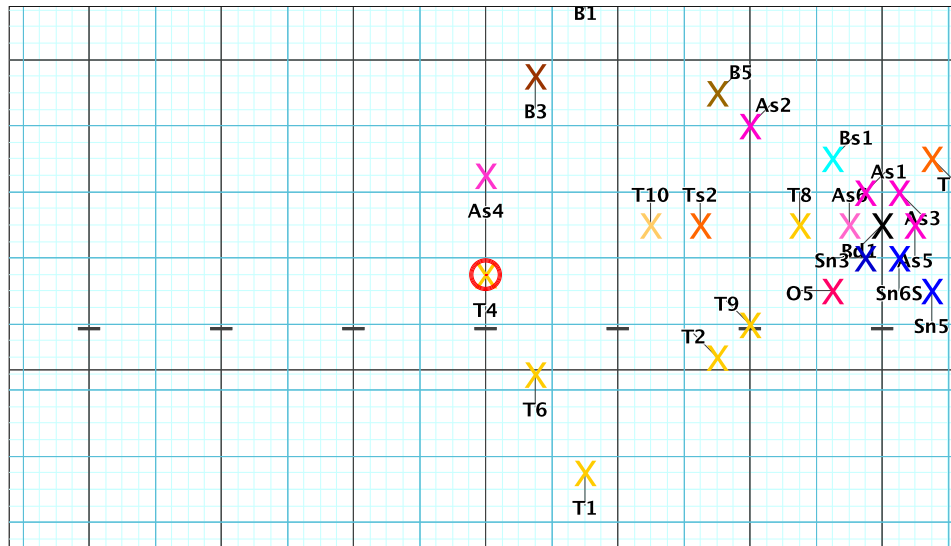 B1
B5
As2
B3
Bs1
As1
T
T10
Ts2
T8
As6
As4
As3
Bd1
Sn3
As5
O5
Sn6S
T4
T9
Sn5
T2
T6
T1